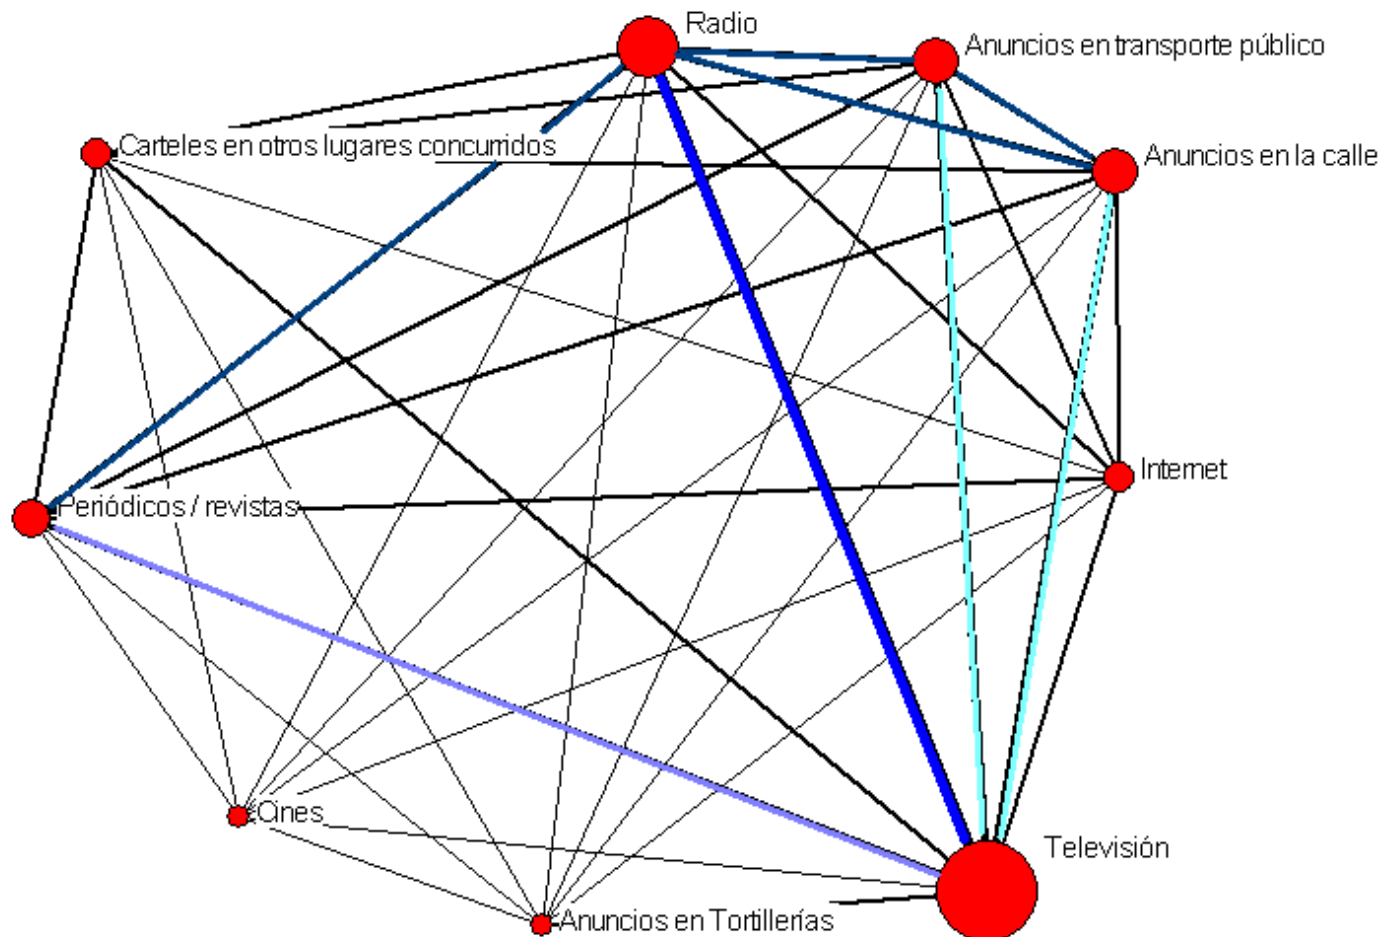 Radio
Anuncios en transporte público
Carteles en otros lugares concurridos
Anuncios en la calle
Internet
Periódicos / revistas
Cines
Televisión
Anuncios en Tortillerías